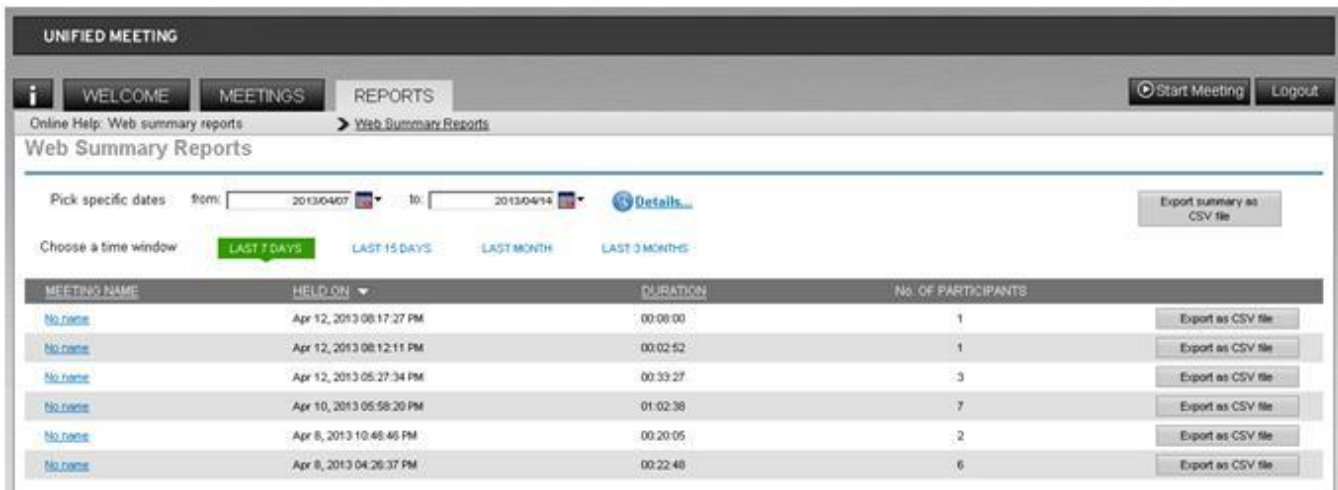 UNIFIED MEETING
i WELCOME MEETINGS REPORTS Start Meeting Logout
Online Help: Web summary reports Web Summary Reports
Web Summary Reports
Pick specific dates from: 2013/04/07 to: 2013/04/14 Details... Export summary as
CSV file
Choose a time window LAST 7 DAYS LAST 15 DAYS LAST MONTH LAST 3 MONTHS
MEETING NAME HELD ON DURATION No. OF PARTICIPANTS
No name Apr 12, 2013 08:17:27 PM 00:08:00 1 Export as CSV file
No name Apr 12, 2013 08:12:11 PM 00:02:52 1 Export as CSV file
No name Apr 12, 2013 05:27:34 PM 00:33:27 3 Export as CSV file
No name Apr 10, 2013 05:58:20 PM 01:02:38 7 Export as CSV file
No name Apr 8, 2013 10:46:46 PM 00:20:05 2 Export as CSV file
No name Apr 8, 2013 04:26:37 PM 00:22:48 6 Export as CSV file